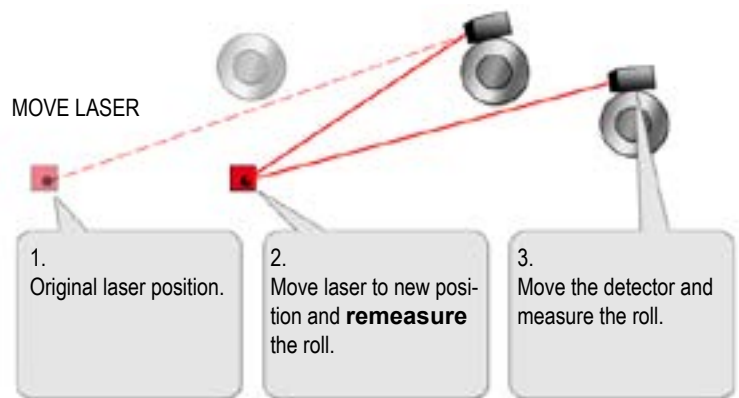 MOVE LASER
1.
Original laser position.
2.
Move laser to new posi-
tion and remeasure
the roll.
3.
Move the detector and
measure the roll.